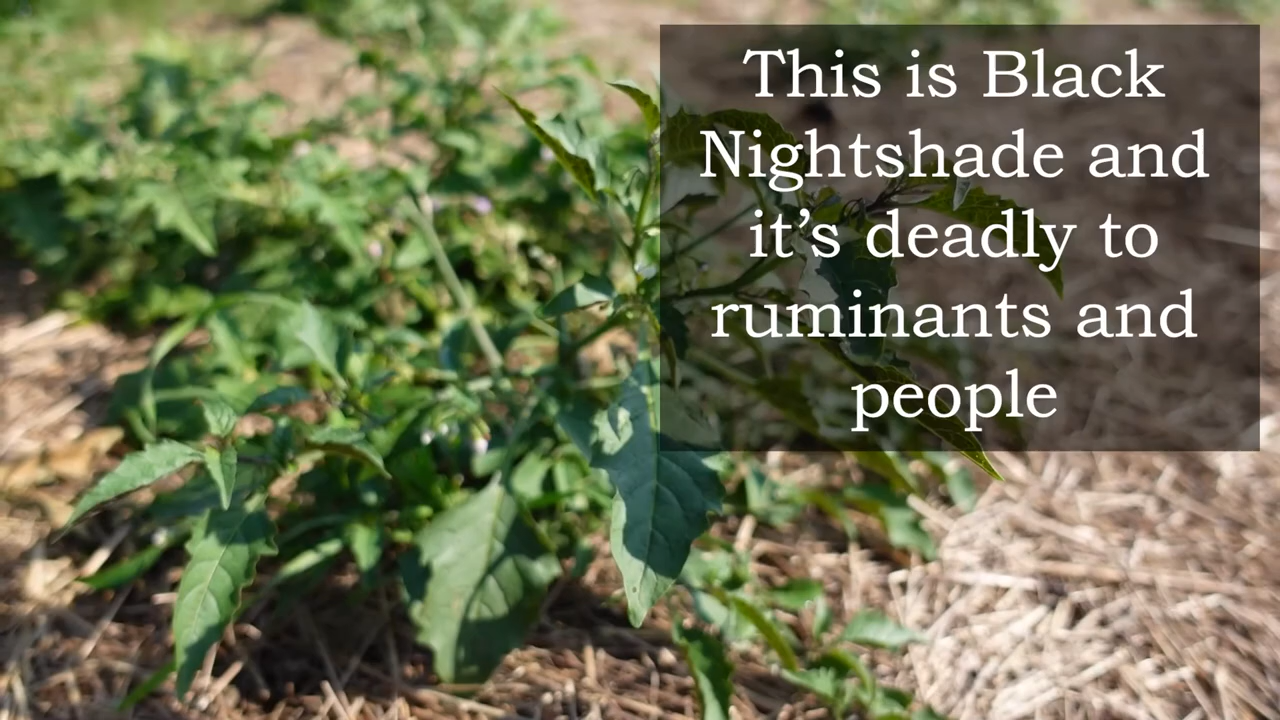 This is Black
Nightshade and
it’s deadly to
ruminants and
people